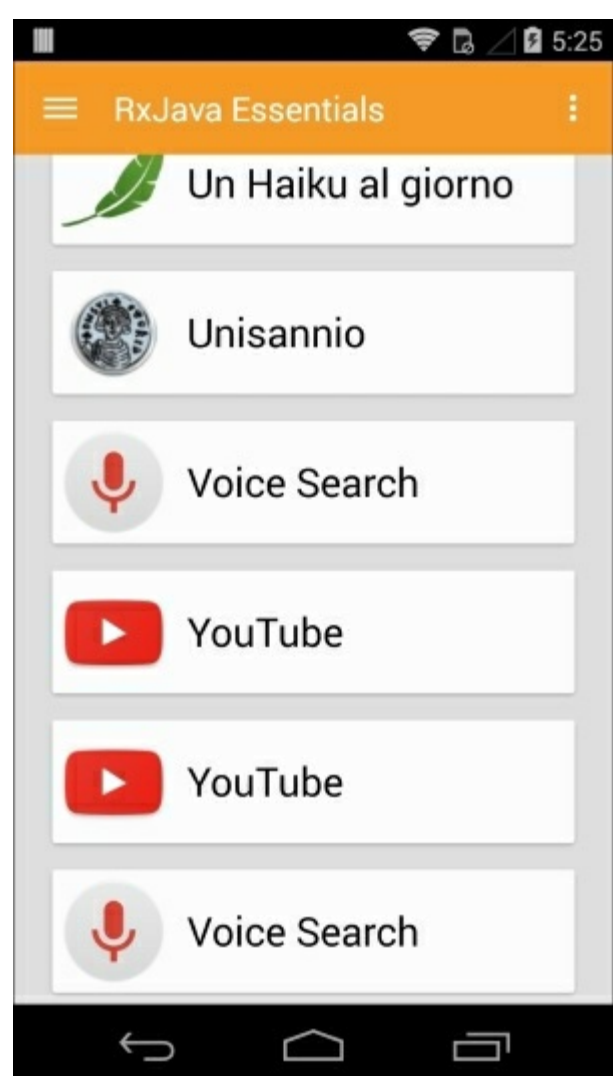 5:25
RxJava Essentials
Un Haiku al giorno
Unisannio
Voice Search
YouTube
YouTube
Voice Search